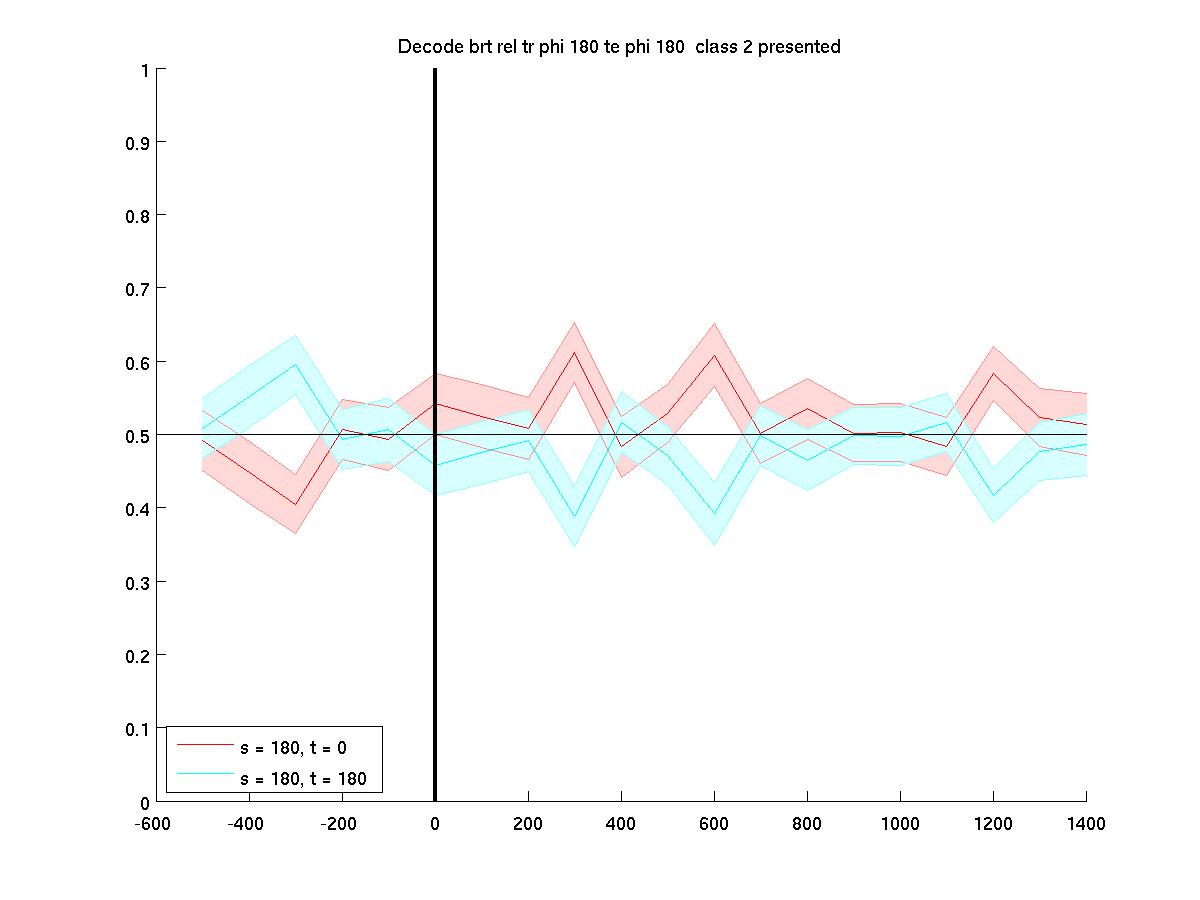 Decode brt rel tr phi 180 te phi 180  class 2 presented
1
0.9
0.8
0.7
0.6
0.5
0.4
0.3
0.2
0.1
0
s = 180, t = 0
s = 180, t = 180
-600 -400 -200 0 200 400 600 800 1000 1200 1400